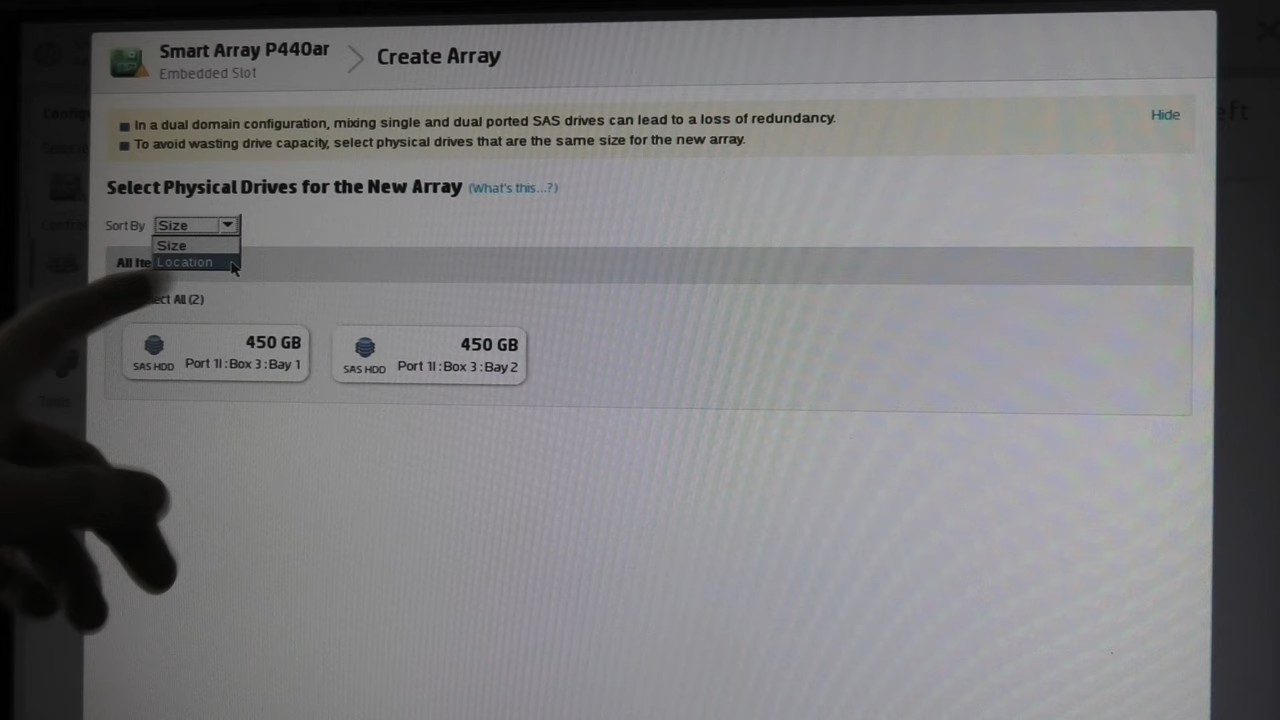 Smart Array P440ar
Create Array
Embedded Slot
In a dual domain configuration, mixing single and dual ported SAS drives can lead to a loss of redundancy.
Hide
To avoid wasting drive capacity, select physical drives that are the same size for the new array.
Select Physical Drives for the New Array (What's this...?)
Sort By Size
Size
All Ite Location
ect All (2)
450 GB
SAS HDD Port 1I:Box 3:Bay 1
450 GB
SAS HDD Port 1I:Box 3:Bay 2